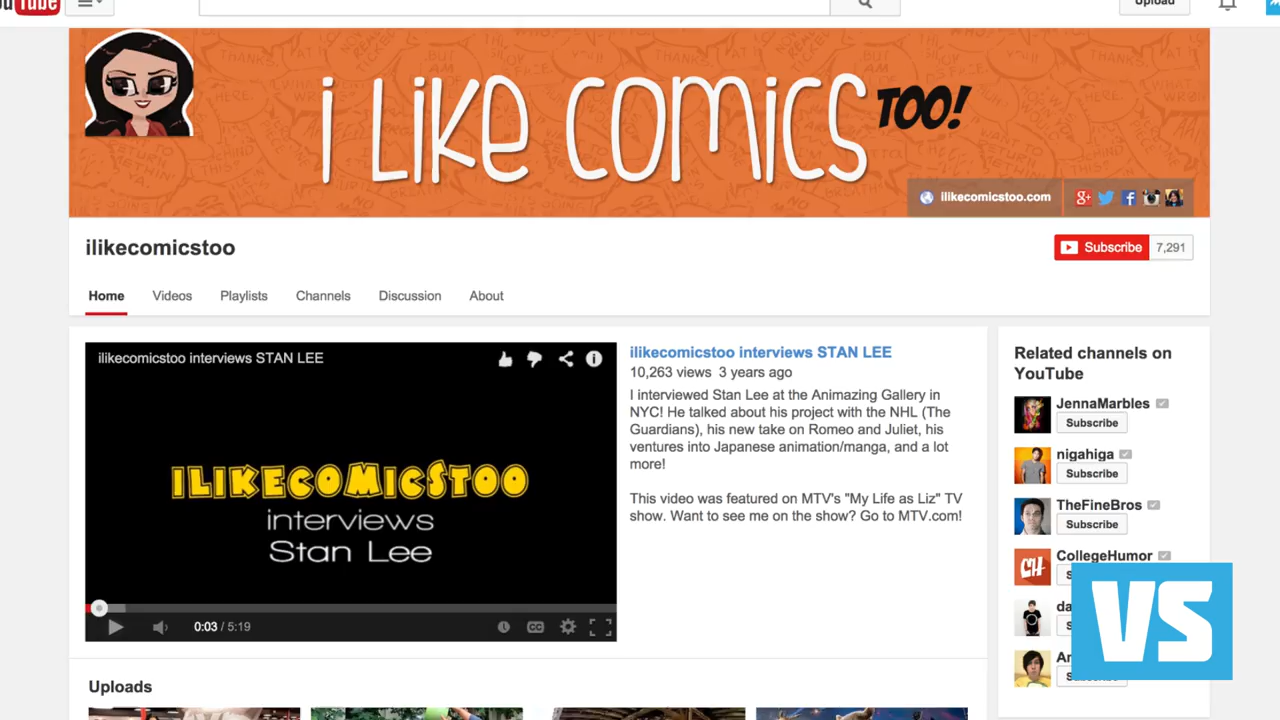 Upload
i Like comics TOO!
ilikecomicstoo.com
ilikecomicstoo
Subscribe 7,291
Home Videos Playlists Channels Discussion About
ilikecomicstoo interviews STAN LEE
ILIKECOMICSTOO
interviews
Stan Lee
0:03 / 5:19
CC
ilikecomicstoo interviews STAN LEE
10,263 views 3 years ago
I interviewed Stan Lee at the Animazing Gallery in
NYC! He talked about his project with the NHL (The
Guardians), his new take on Romeo and Juliet, his
ventures into Japanese animation/manga, and a lot
more!
This video was featured on MTV's "My Life as Liz" TV
show. Want to see me on the show? Go to MTV.com!
Related channels on
YouTube
JennaMarbles
Subscribe
nigahiga
Subscribe
TheFineBros
Subscribe
CH
CollegeHumor
VS
Uploads